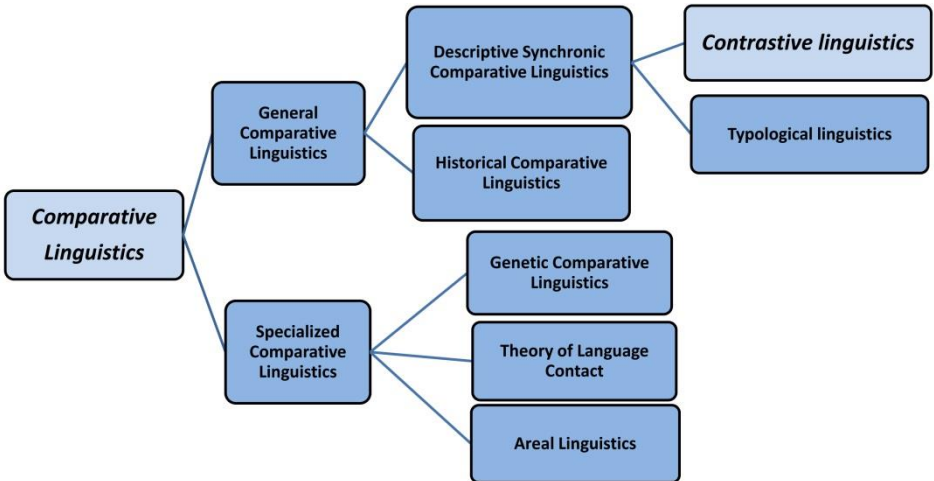 Comparative
Linguistics
General
Comparative
Linguistics
Descriptive Synchronic
Comparative Linguistics
Contrastive linguistics
Typological linguistics
Historical Comparative
Linguistics
Specialized
Comparative
Linguistics
Genetic Comparative
Linguistics
Theory of Language
Contact
Areal Linguistics